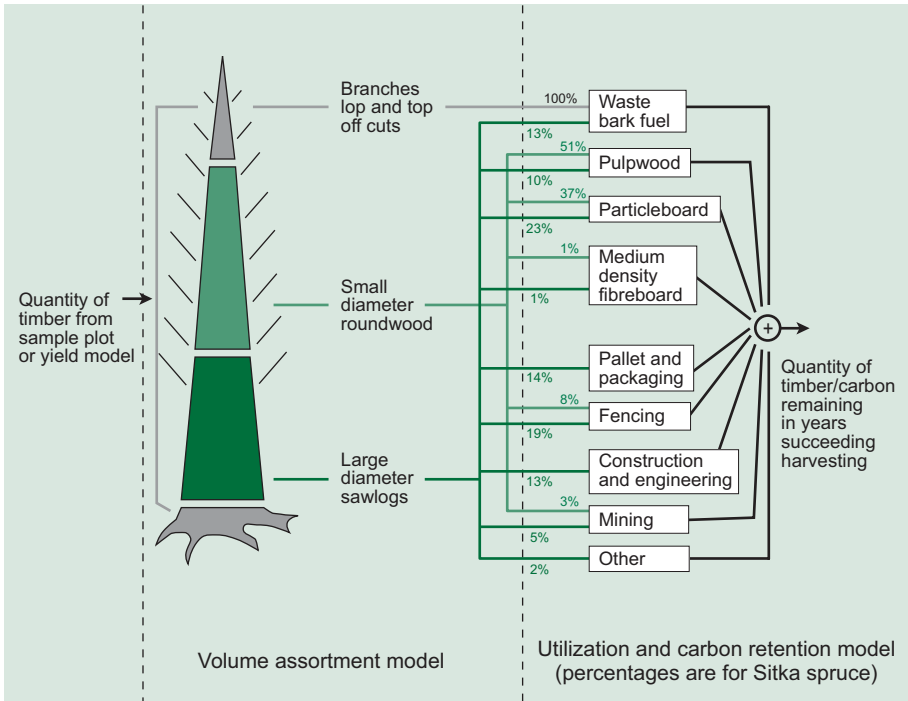 Quantity of
timber from
sample plot
or yield model
Branches
lop and top
off cuts
Small
diameter
roundwood
Large
diameter
sawlogs
100%
13%
51%
10%
37%
23%
1%
1%
14%
8%
19%
13%
3%
5%
2%
Waste
bark fuel
Pulpwood
Particleboard
Medium
density
fibreboard
Pallet and
packaging
Fencing
Construction
and engineering
Mining
Other
+
Quantity of
timber/carbon
remaining
in years
succeeding
harvesting
Volume assortment model
Utilization and carbon retention model
(percentages are for Sitka spruce)